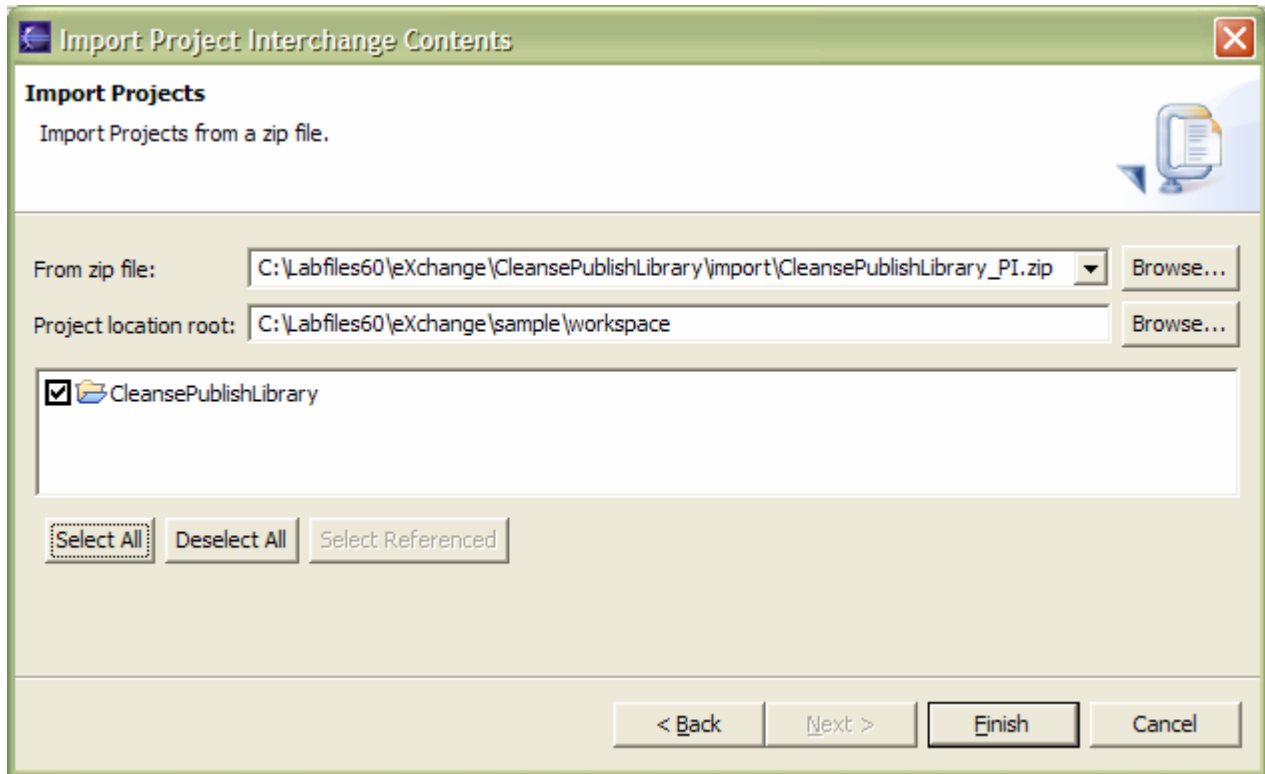 Import Project Interchange Contents
Import Projects
Import Projects from a zip file.
From zip file: C:\Labfiles60\eXchange\CleansePublishLibrary\import\CleansePublishLibrary_PI.zip Browse...
Project location root: C:\Labfiles60\eXchange\sample\workspace Browse...
CleansePublishLibrary
Select All Deselect All Select Referenced
< Back Next > Finish Cancel